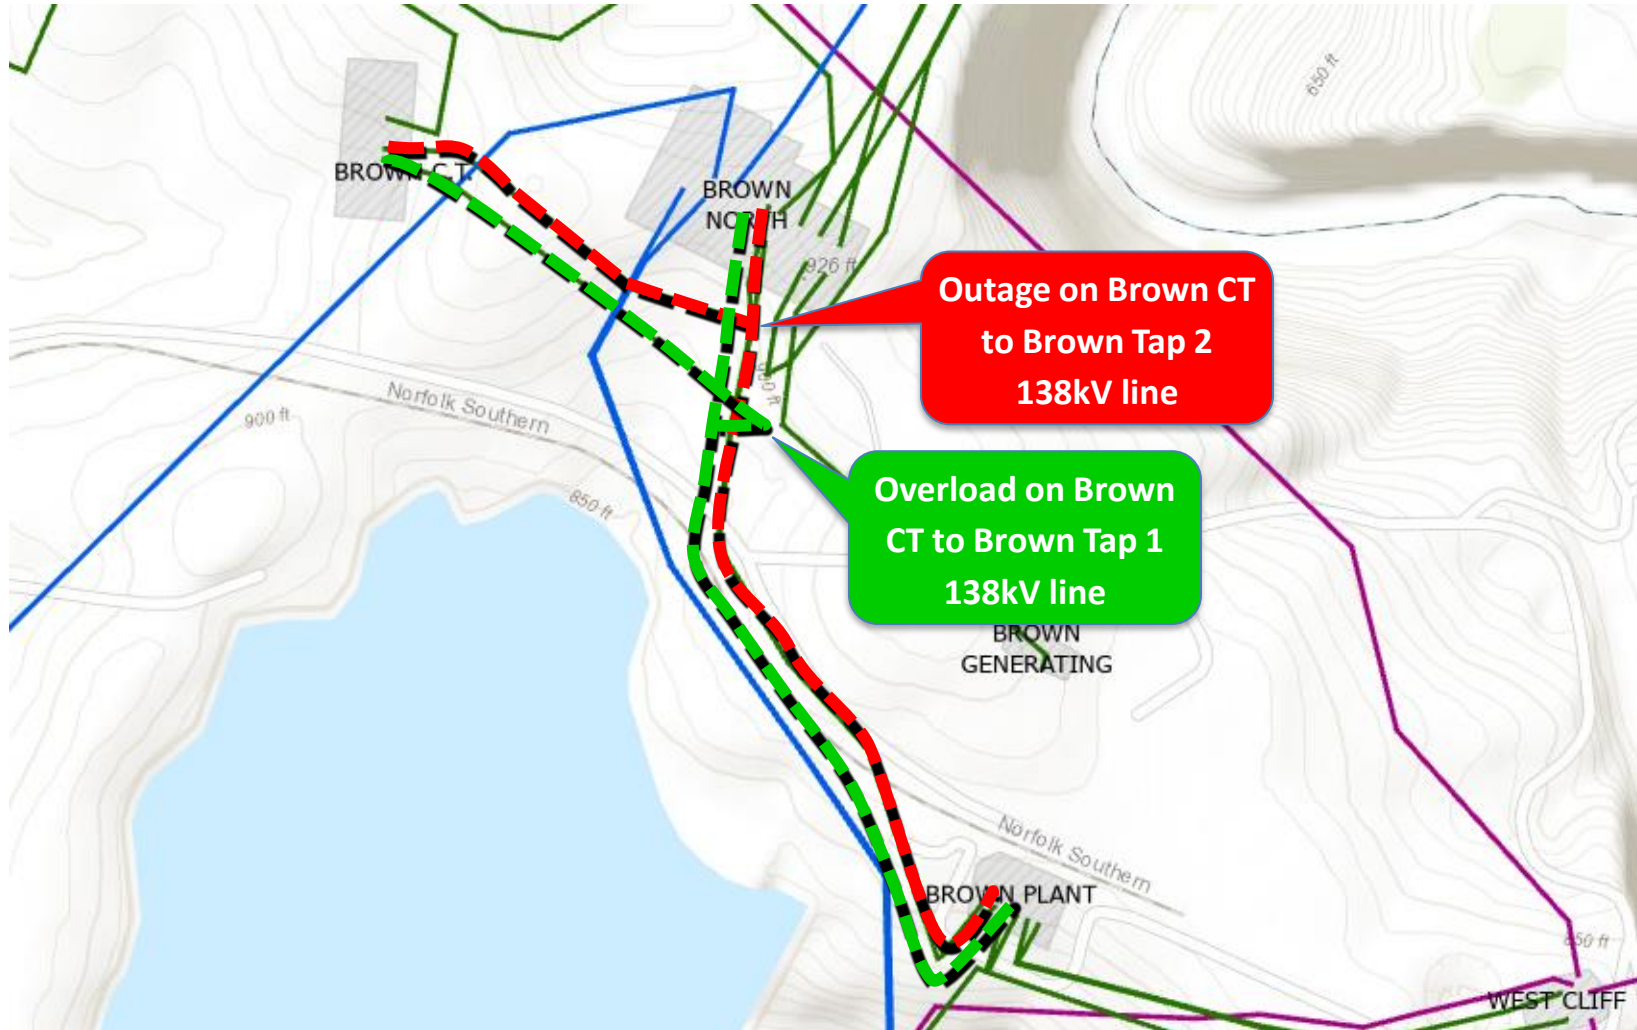 650 ft
BROWN C.T.
BROWN
NORTH
926 ft
Outage on Brown CT
to Brown Tap 2
138kV line
900 ft
Norfolk Southern
900 ft
850 ft
Overload on Brown
CT to Brown Tap 1
138kV line
BROWN
GENERATING
Norfolk Southern
BROWN PLANT
650 ft
WEST CLIFF